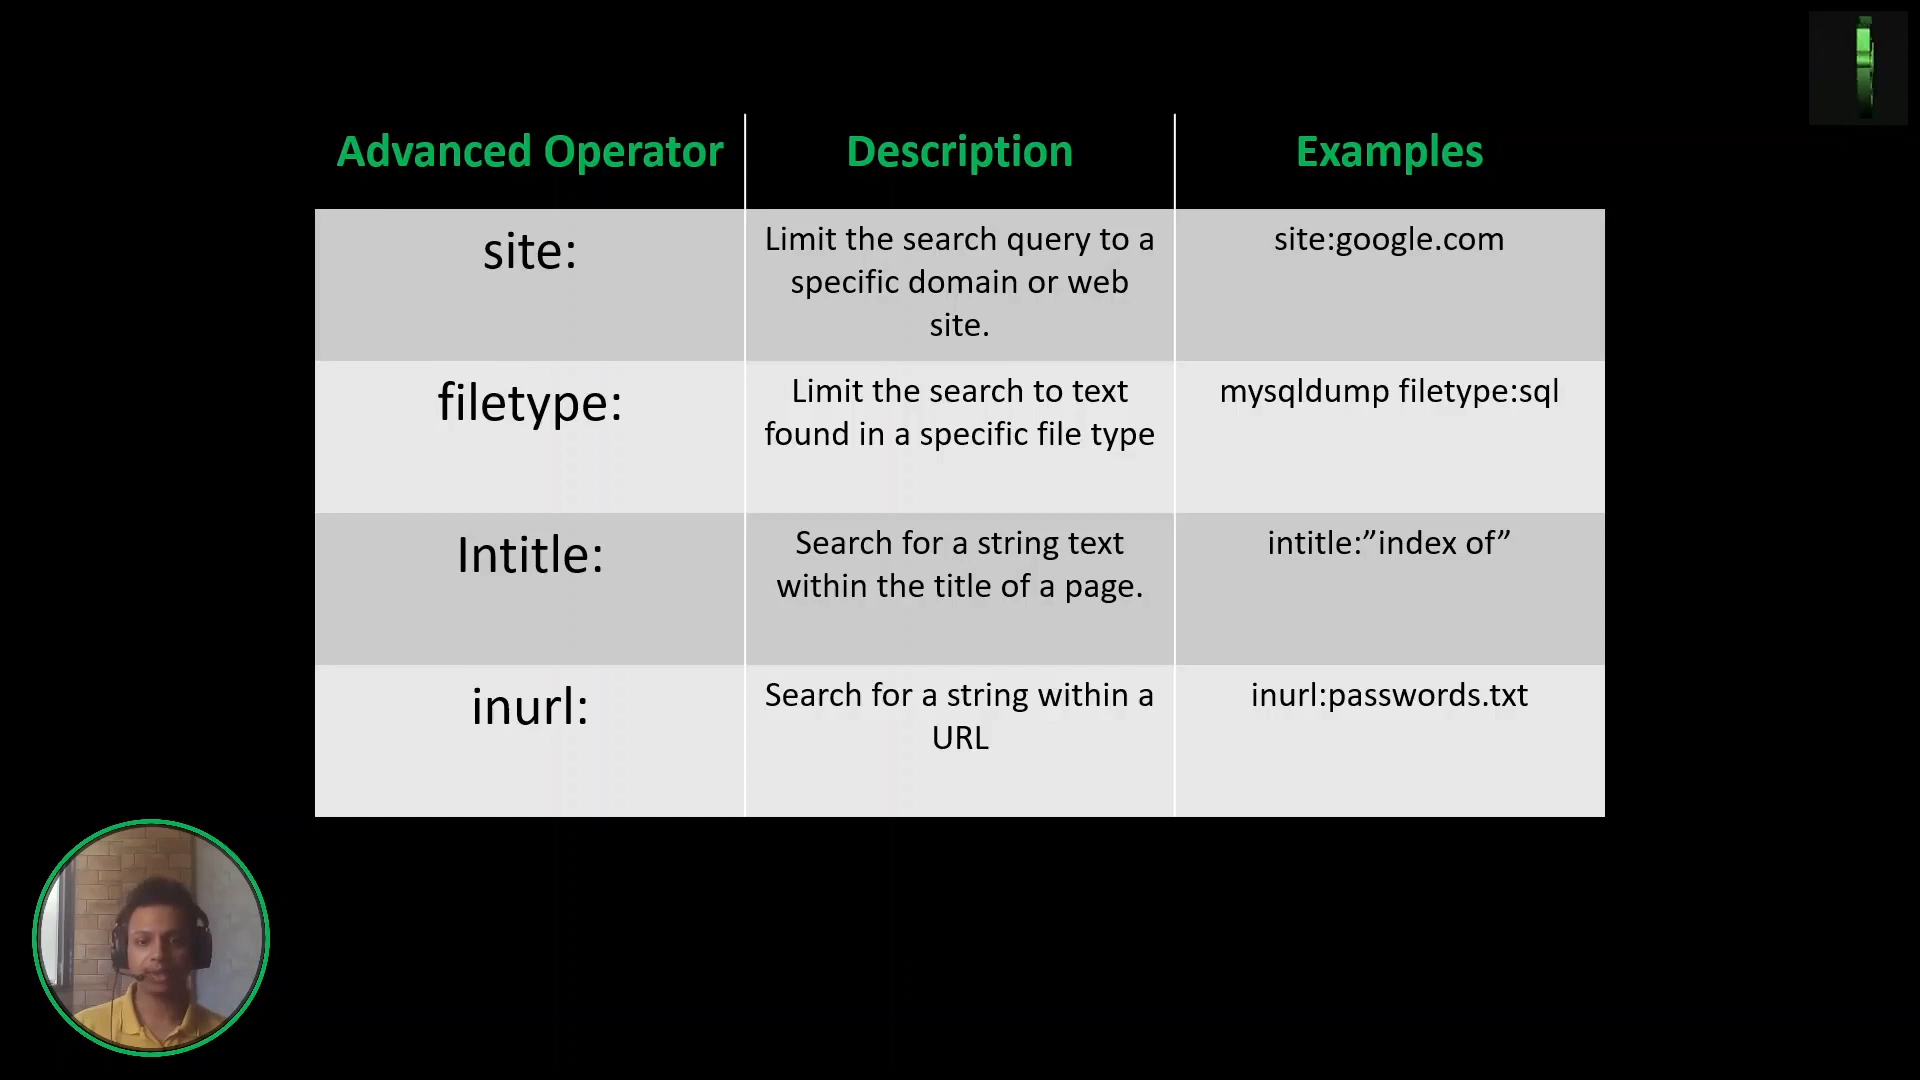 Advanced Operator
Description
Examples
site:
Limit the search query to a
specific domain or web
site.
site:google.com
filetype:
Limit the search to text
found in a specific file type
mysqldump filetype:sql
Intitle:
Search for a string text
within the title of a page.
intitle:”index of”
inurl:
Search for a string within a
URL
inurl:passwords.txt